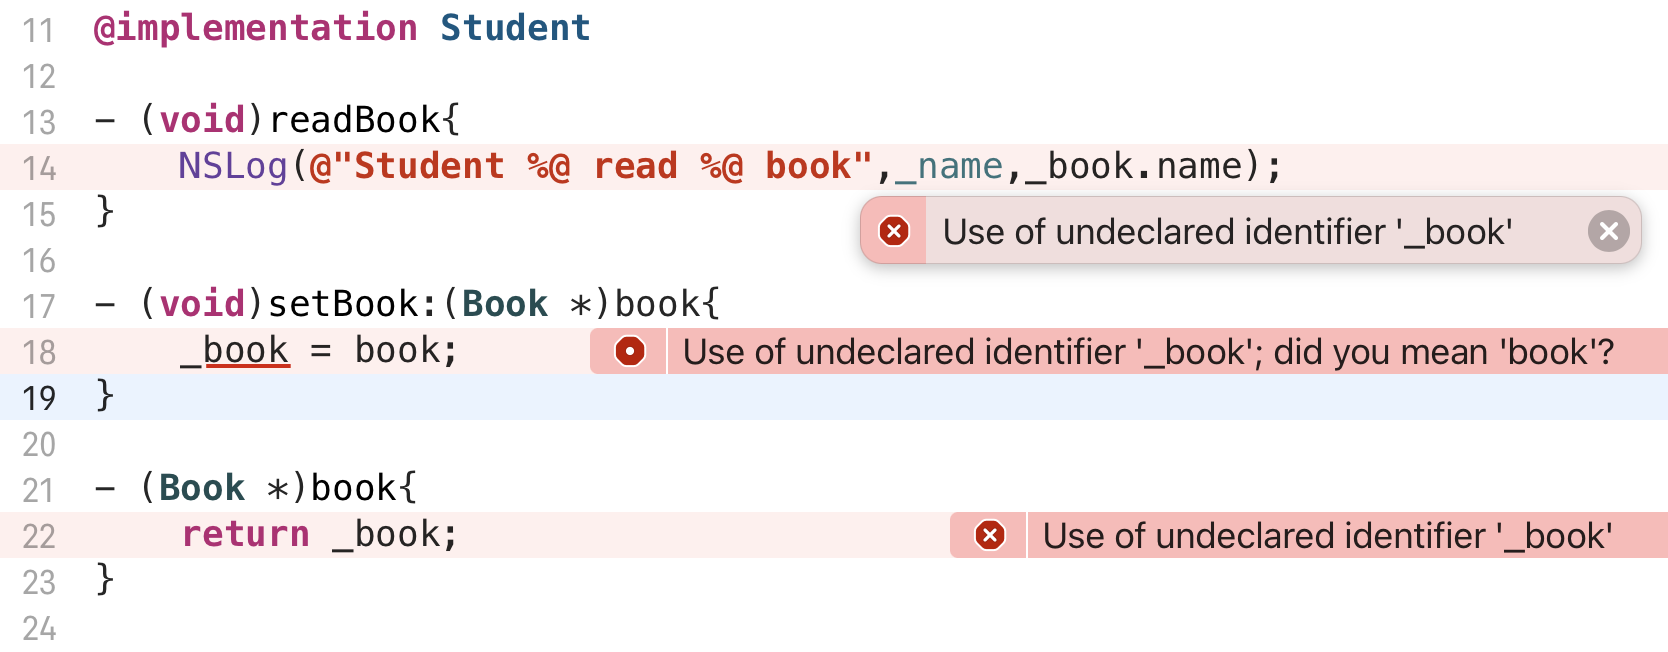 11 @implementation Student
12
13 - (void)readBook{
14 NSLog(@"Student %@ read %@ book",_name,_book.name);
15 }
Use of undeclared identifier '_book'
16
17 - (void)setBook:(Book *)book{
18 _book = book; Use of undeclared identifier '_book'; did you mean 'book'?
19 }
20
21 - (Book *)book{
22 return _book; Use of undeclared identifier '_book'
23 }
24